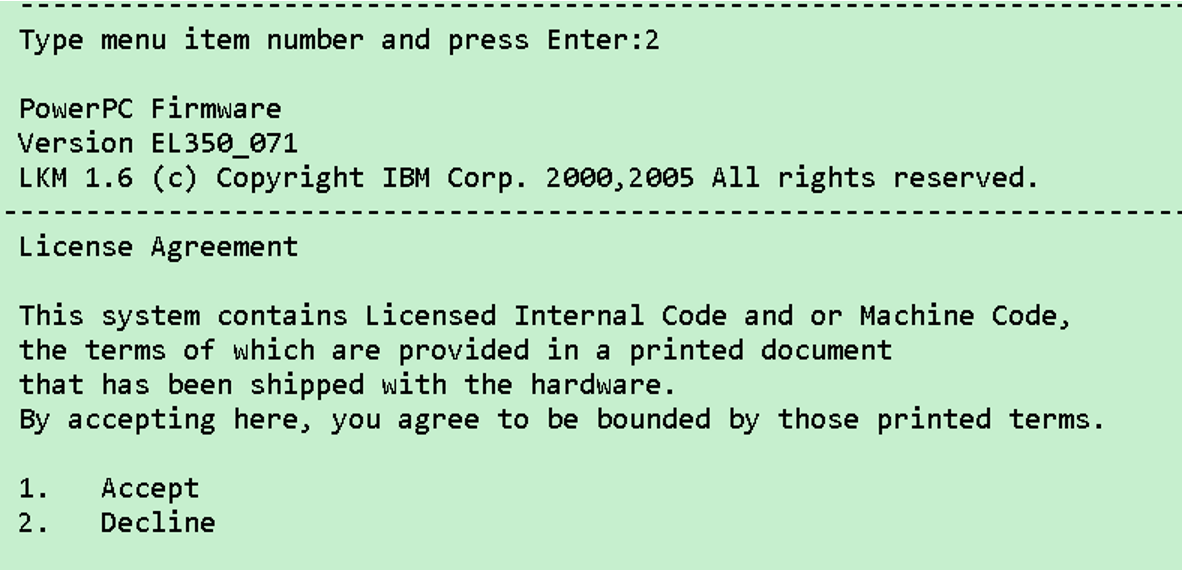 Type menu item number and press Enter:2
PowerPC Firmware
Version EL350_071
LKM 1.6 (c) Copyright IBM Corp. 2000,2005 All rights reserved.
License Agreement
This system contains Licensed Internal Code and or Machine Code,
the terms of which are provided in a printed document
that has been shipped with the hardware.
By accepting here, you agree to be bounded by those printed terms.
1.   Accept
2.   Decline